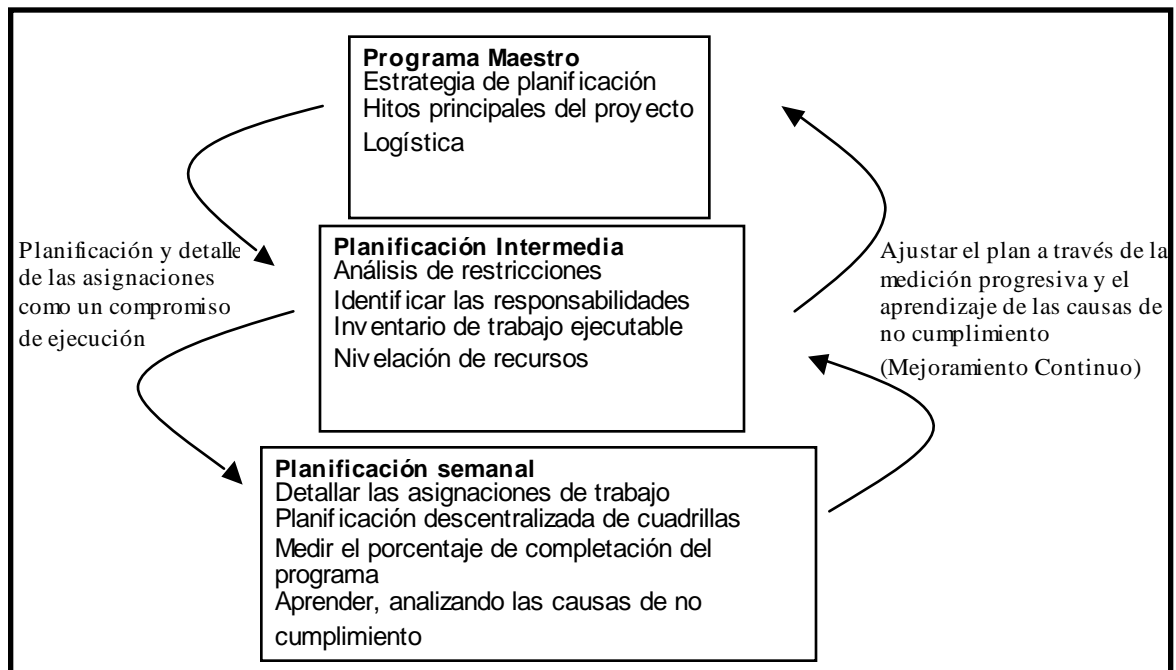 Programa Maestro
Estrategia de planificación
Hitos principales del proyecto
Logística
Planificación y detalle
de las asignaciones
como un compromiso
de ejecución
Planificación Intermedia
Análisis de restricciones
Identificar las responsabilidades
Inventario de trabajo ejecutable
Nivelación de recursos
Ajustar el plan a través de la
medición progresiva y el
aprendizaje de las causas de
no cumplimiento
(Mejoramiento Continuo)
Planificación semanal
Detallar las asignaciones de trabajo
Planificación descentralizada de cuadrillas
Medir el porcentaje de completación del
programa
Aprender, analizando las causas de no
cumplimiento